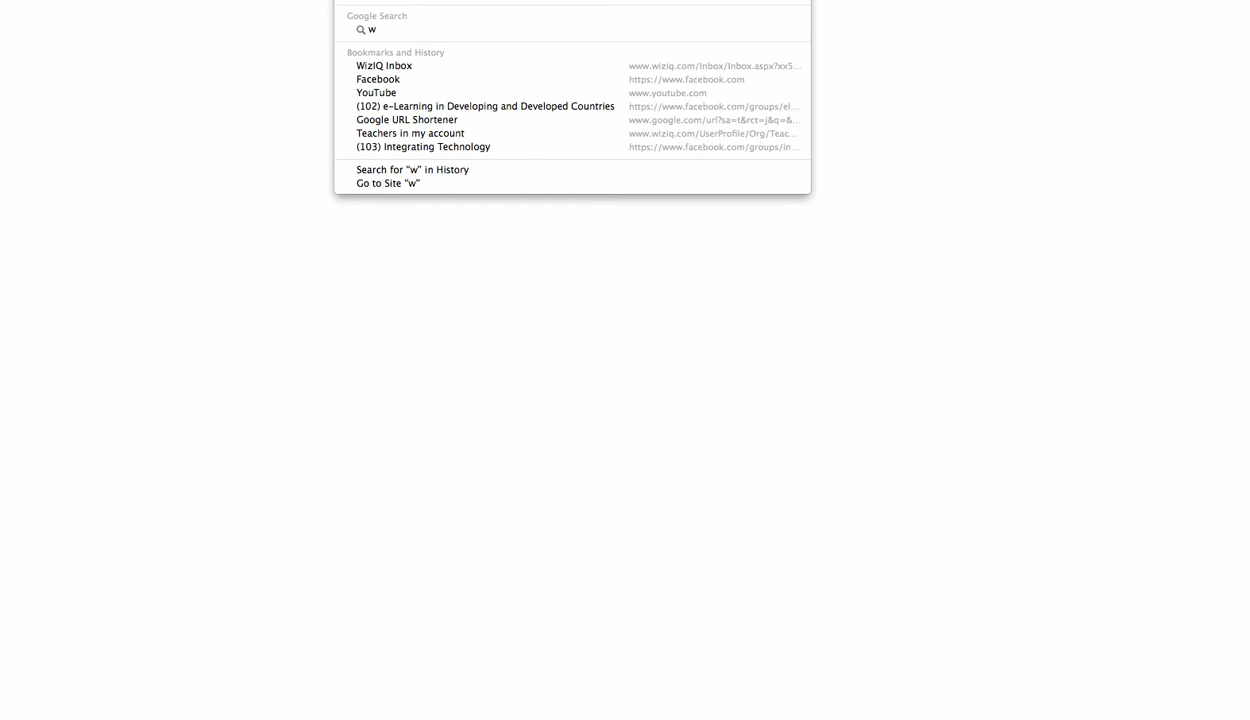 Google Search
w
Bookmarks and History
WizIQ Inbox www.wiziq.com/Inbox/Inbox.aspx?xx5...
Facebook https://www.facebook.com
YouTube www.youtube.com
(102) e-Learning in Developing and Developed Countries https://www.facebook.com/groups/el...
Google URL Shortener www.google.com/url?sa=t&rct=j&q=&...
Teachers in my account www.wiziq.com/UserProfile/Org/Teac...
(103) Integrating Technology https://www.facebook.com/groups/in...
Search for "w" in History
Go to Site "w"